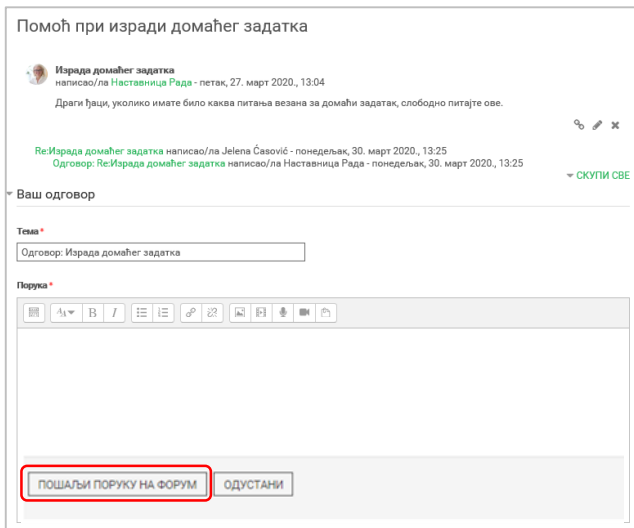 Помоћ при изради домаћег задатка
Израда домаћег задатка
написао/ла Наставница Рада - петак, 27. март 2020., 13:04
Драги ђаци, уколико имате било каква питања везана за домаћи задатак, слободно питајте ове.
Re:Израда домаћег задатка написао/ла Jelena Ćasović - понедељак, 30. март 2020., 13:25
Одговор: Re:Израда домаћег задатка написао/ла Наставница Рада - понедељак, 30. март 2020., 13:25
СКУПИ СВЕ
Ваш одговор
Тема*
Одговор: Израда домаћег задатка
Порука*
B I
ПОШАЉИ ПОРУКУ НА ФОРУМ ОДУСТАНИ